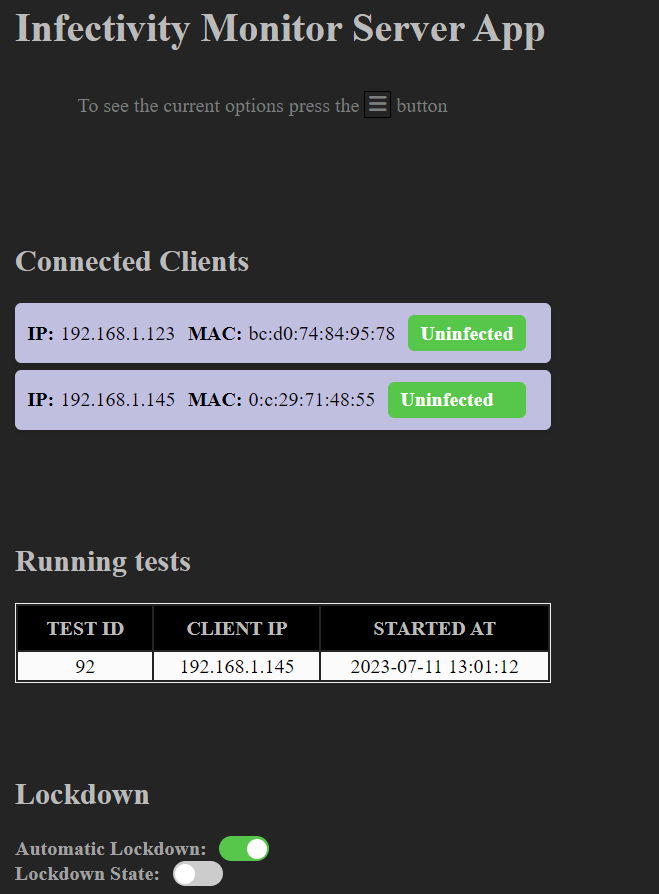 Infectivity Monitor Server App
To see the current options press the ☰ button
Connected Clients
IP: 192.168.1.123 MAC: bc:d0:74:84:95:78 Uninfected
IP: 192.168.1.145 MAC: 0:c:29:71:48:55 Uninfected
Running tests
TEST ID CLIENT IP STARTED AT
92 192.168.1.145 2023-07-11 13:01:12
Lockdown
Automatic Lockdown:
Lockdown State: